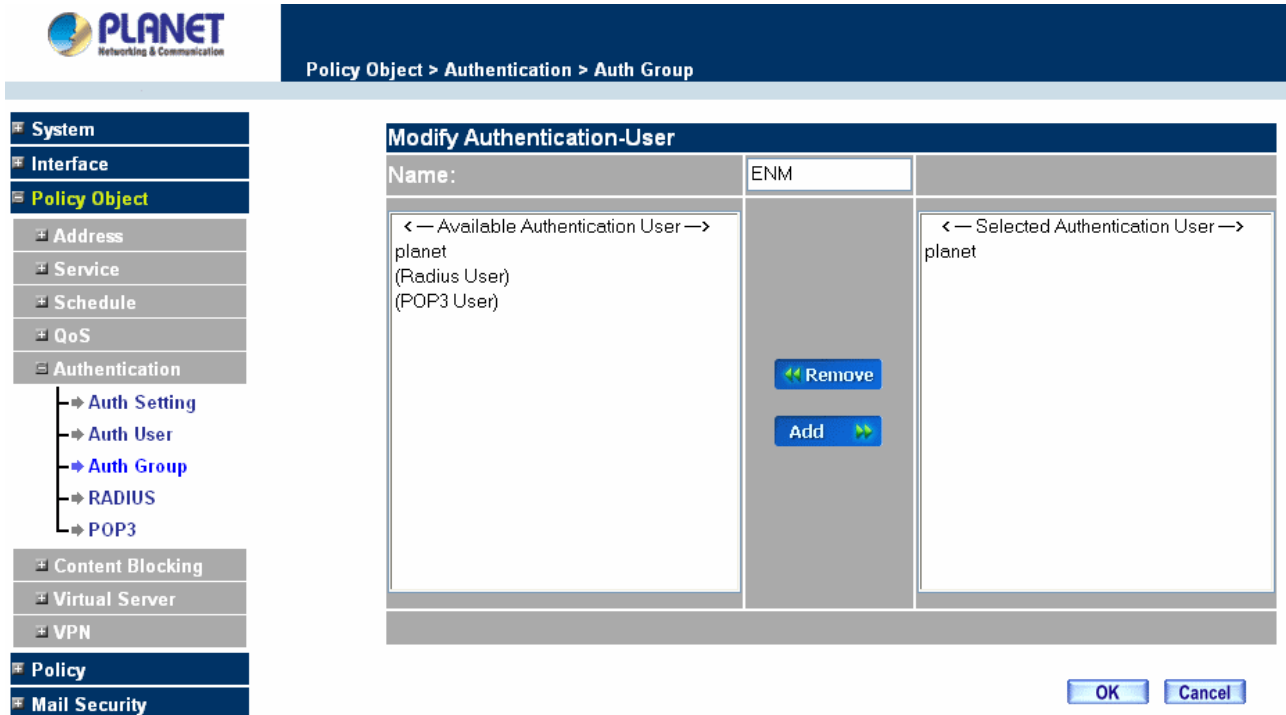 PLANET
Networking & Communication
Policy Object > Authentication > Auth Group
System
Interface
Policy Object
Address
Service
Schedule
QoS
Authentication
Auth Setting
Auth User
Auth Group
RADIUS
POP3
Content Blocking
Virtual Server
VPN
Policy
Mail Security
Modify Authentication-User
Name: ENM
<--- Available Authentication User --->
planet
(Radius User)
(POP3 User)
Remove
Add
<--- Selected Authentication User --->
planet
OK Cancel